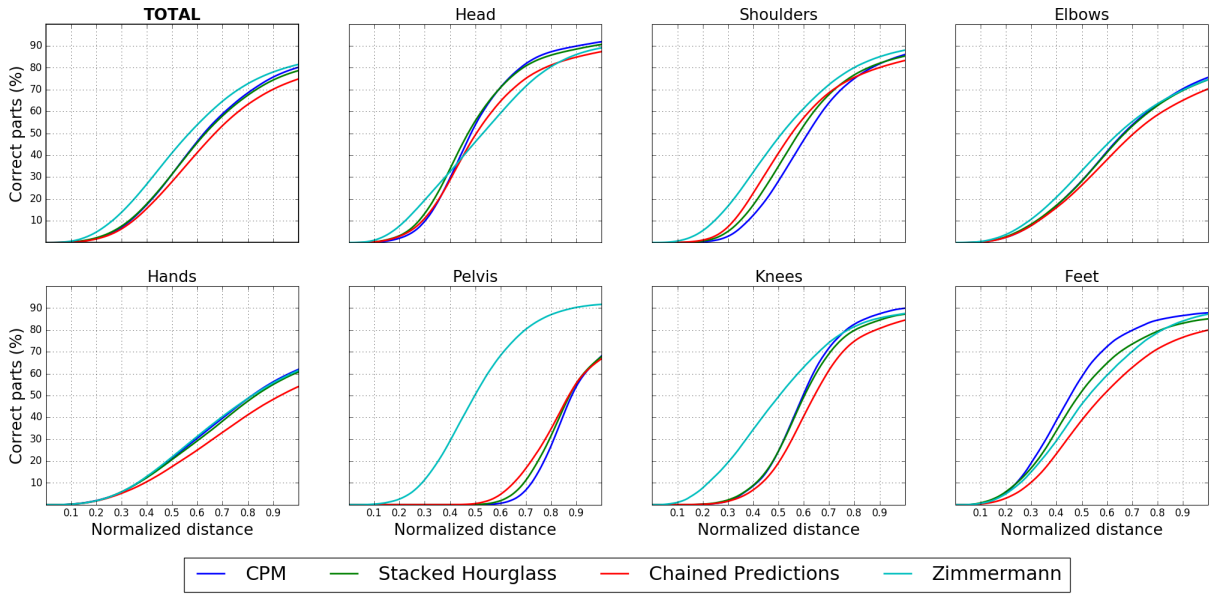 TOTAL
Head
Shoulders
Elbows
Correct parts (%)
90
80
70
60
50
40
30
20
10
Hands
Pelvis
Knees
Feet
Correct parts (%)
90
80
70
60
50
40
30
20
10
0.1 0.2 0.3 0.4 0.5 0.6 0.7 0.8 0.9
0.1 0.2 0.3 0.4 0.5 0.6 0.7 0.8 0.9
0.1 0.2 0.3 0.4 0.5 0.6 0.7 0.8 0.9
0.1 0.2 0.3 0.4 0.5 0.6 0.7 0.8 0.9
Normalized distance
Normalized distance
Normalized distance
Normalized distance
CPM
Stacked Hourglass
Chained Predictions
Zimmermann